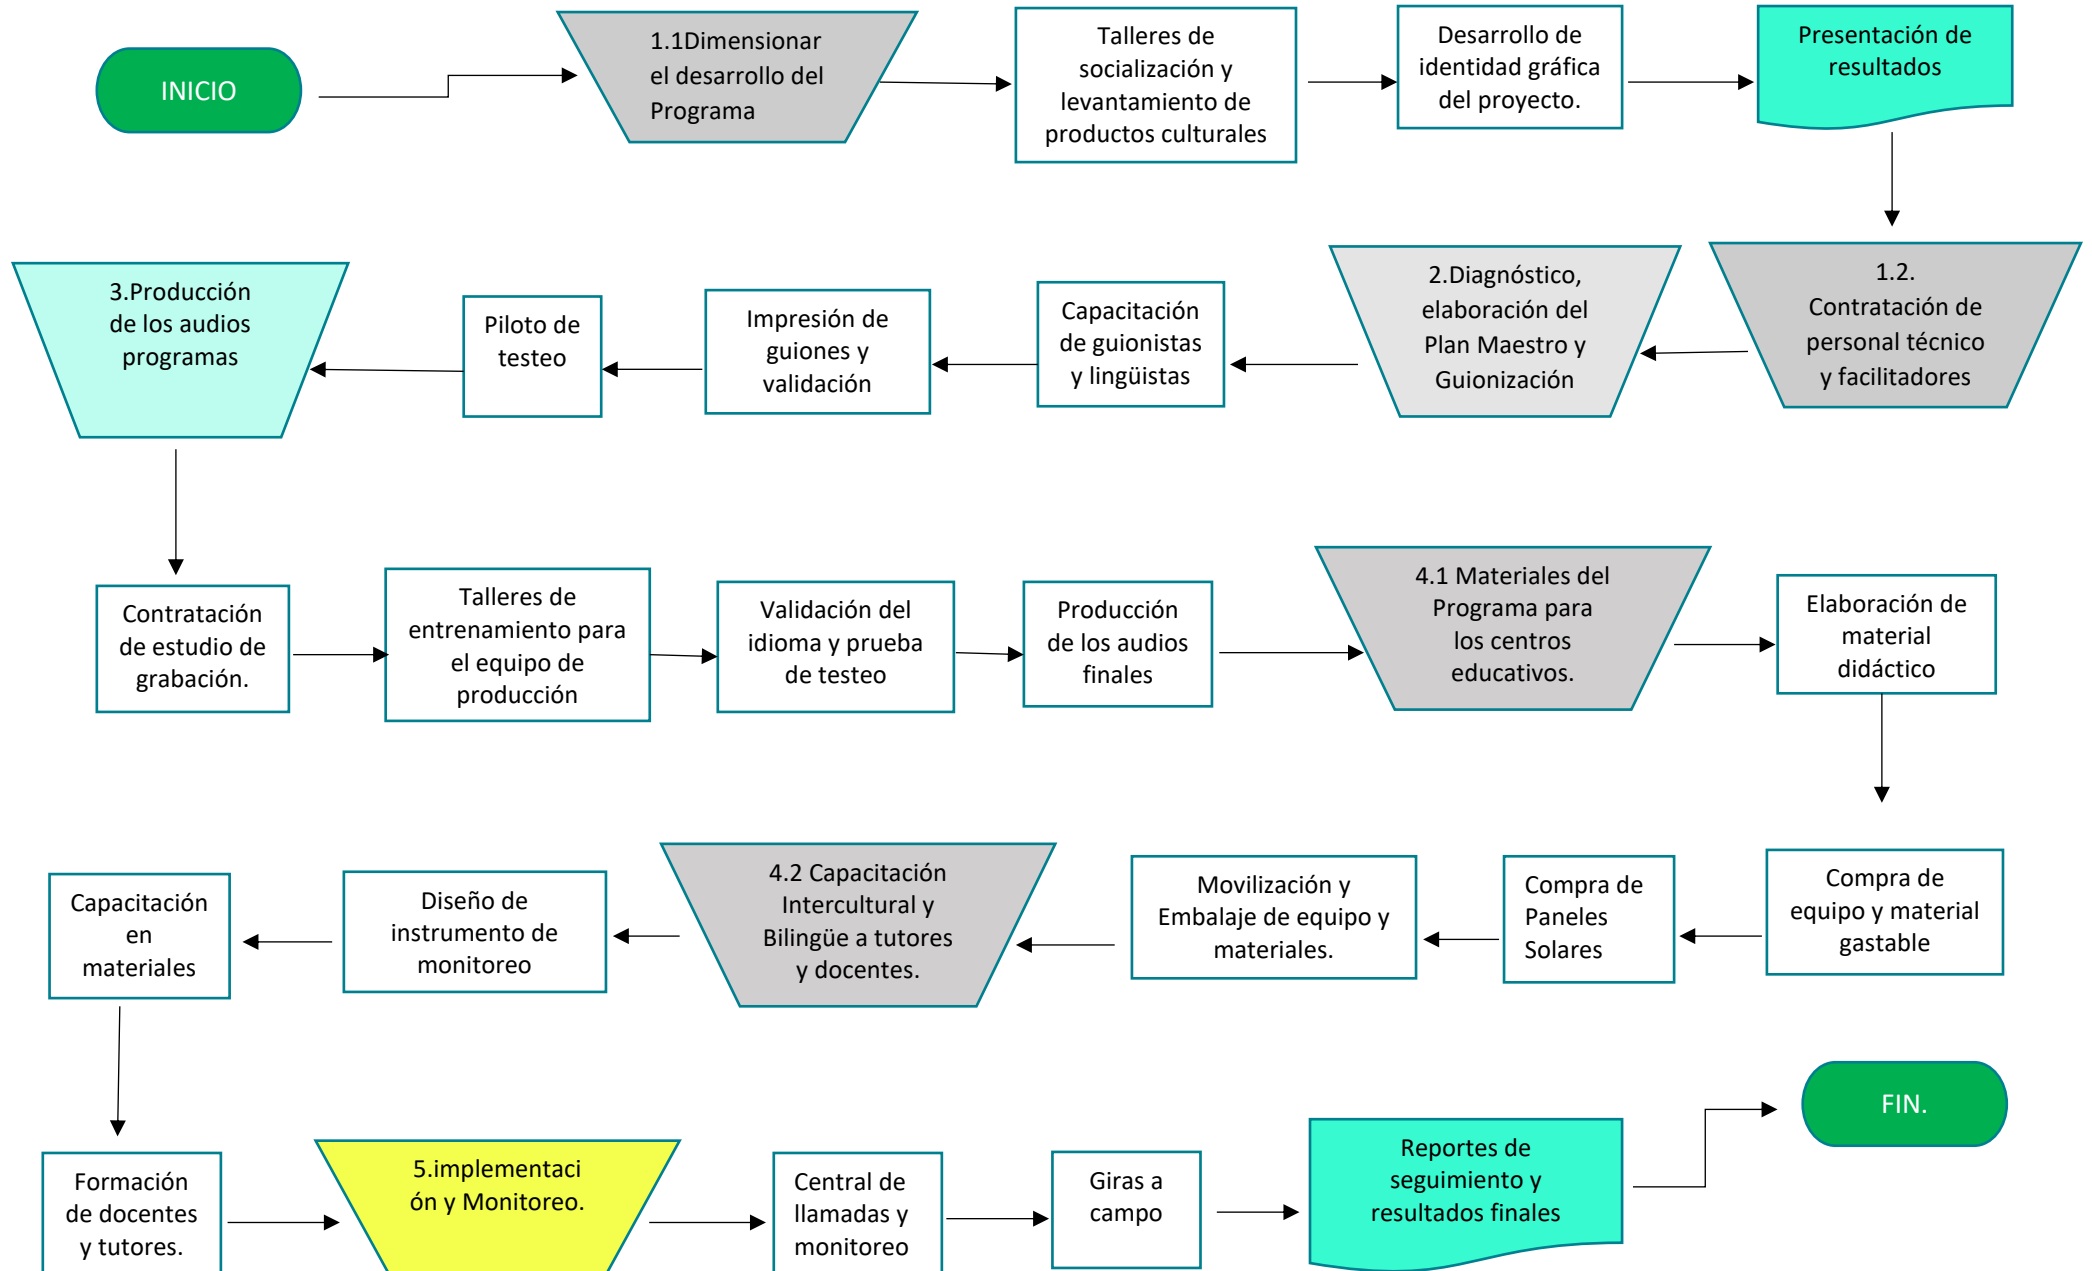 INICIO
1.1Dimensionar
el desarrollo del
Programa
Talleres de
socialización y
levantamiento de
productos culturales
Desarrollo de
identidad gráfica
del proyecto.
Presentación de
resultados
1.2.
Contratación de
personal técnico
y facilitadores
2.Diagnóstico,
elaboración del
Plan Maestro y
Guionización
Capacitación
de guionistas
y lingüistas
Impresión de
guiones y
validación
Piloto de
testeo
3.Producción
de los audios
programas
Contratación
de estudio de
grabación.
Talleres de
entrenamiento para
el equipo de
producción
Validación del
idioma y prueba
de testeo
Producción
de los audios
finales
4.1 Materiales del
Programa para
los centros
educativos.
Elaboración de
material
didáctico
Compra de
equipo y material
gastable
Compra de
Paneles
Solares
Movilización y
Embalaje de equipo y
materiales.
4.2 Capacitación
Intercultural y
Bilingüe a tutores
y docentes.
Diseño de
instrumento de
monitoreo
Capacitación
en
materiales
Formación
de docentes
y tutores.
5.implementaci
ón y Monitoreo.
Central de
llamadas y
monitoreo
Giras a
campo
Reportes de
seguimiento y
resultados finales
FIN.